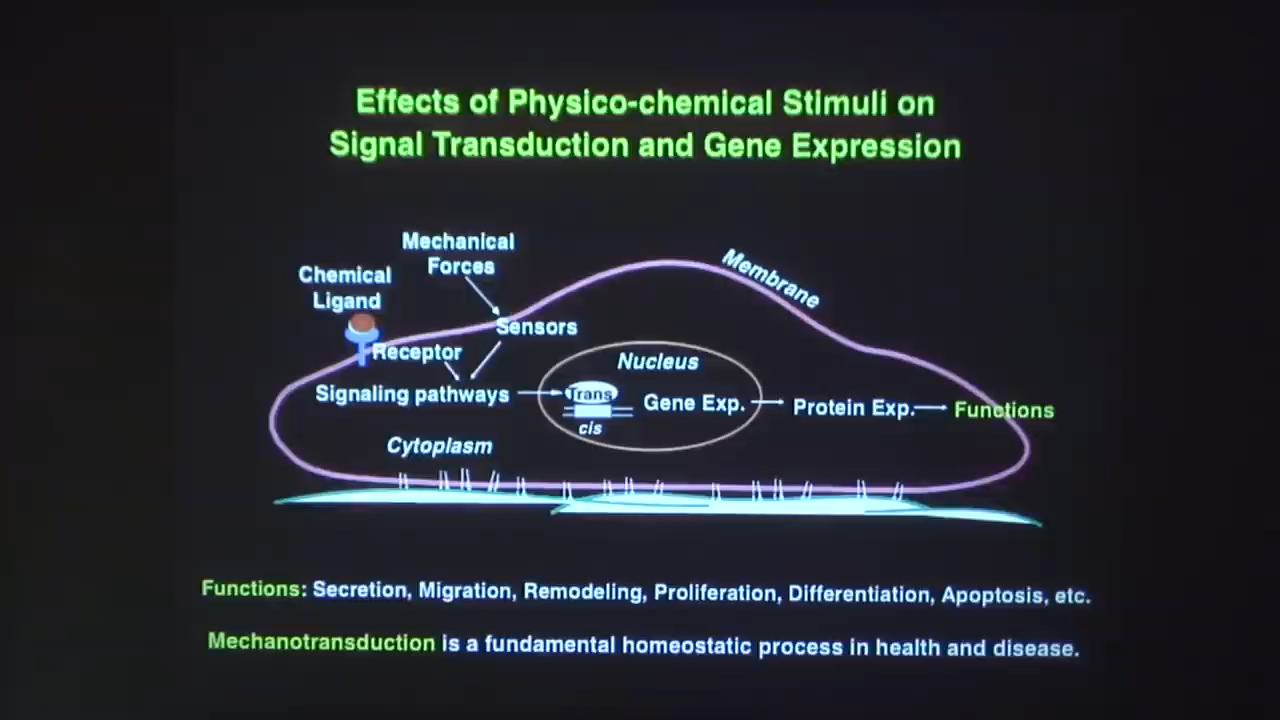 Effects of Physico-chemical Stimuli on
Signal Transduction and Gene Expression
Mechanical
Forces
Chemical
Ligand
Membrane
Sensors
Receptor
Nucleus
Signaling pathways
Trans
Gene Exp.
Protein Exp.
Functions
cis
Cytoplasm
Functions: Secretion, Migration, Remodeling, Proliferation, Differentiation, Apoptosis, etc.
Mechanotransduction is a fundamental homeostatic process in health and disease.